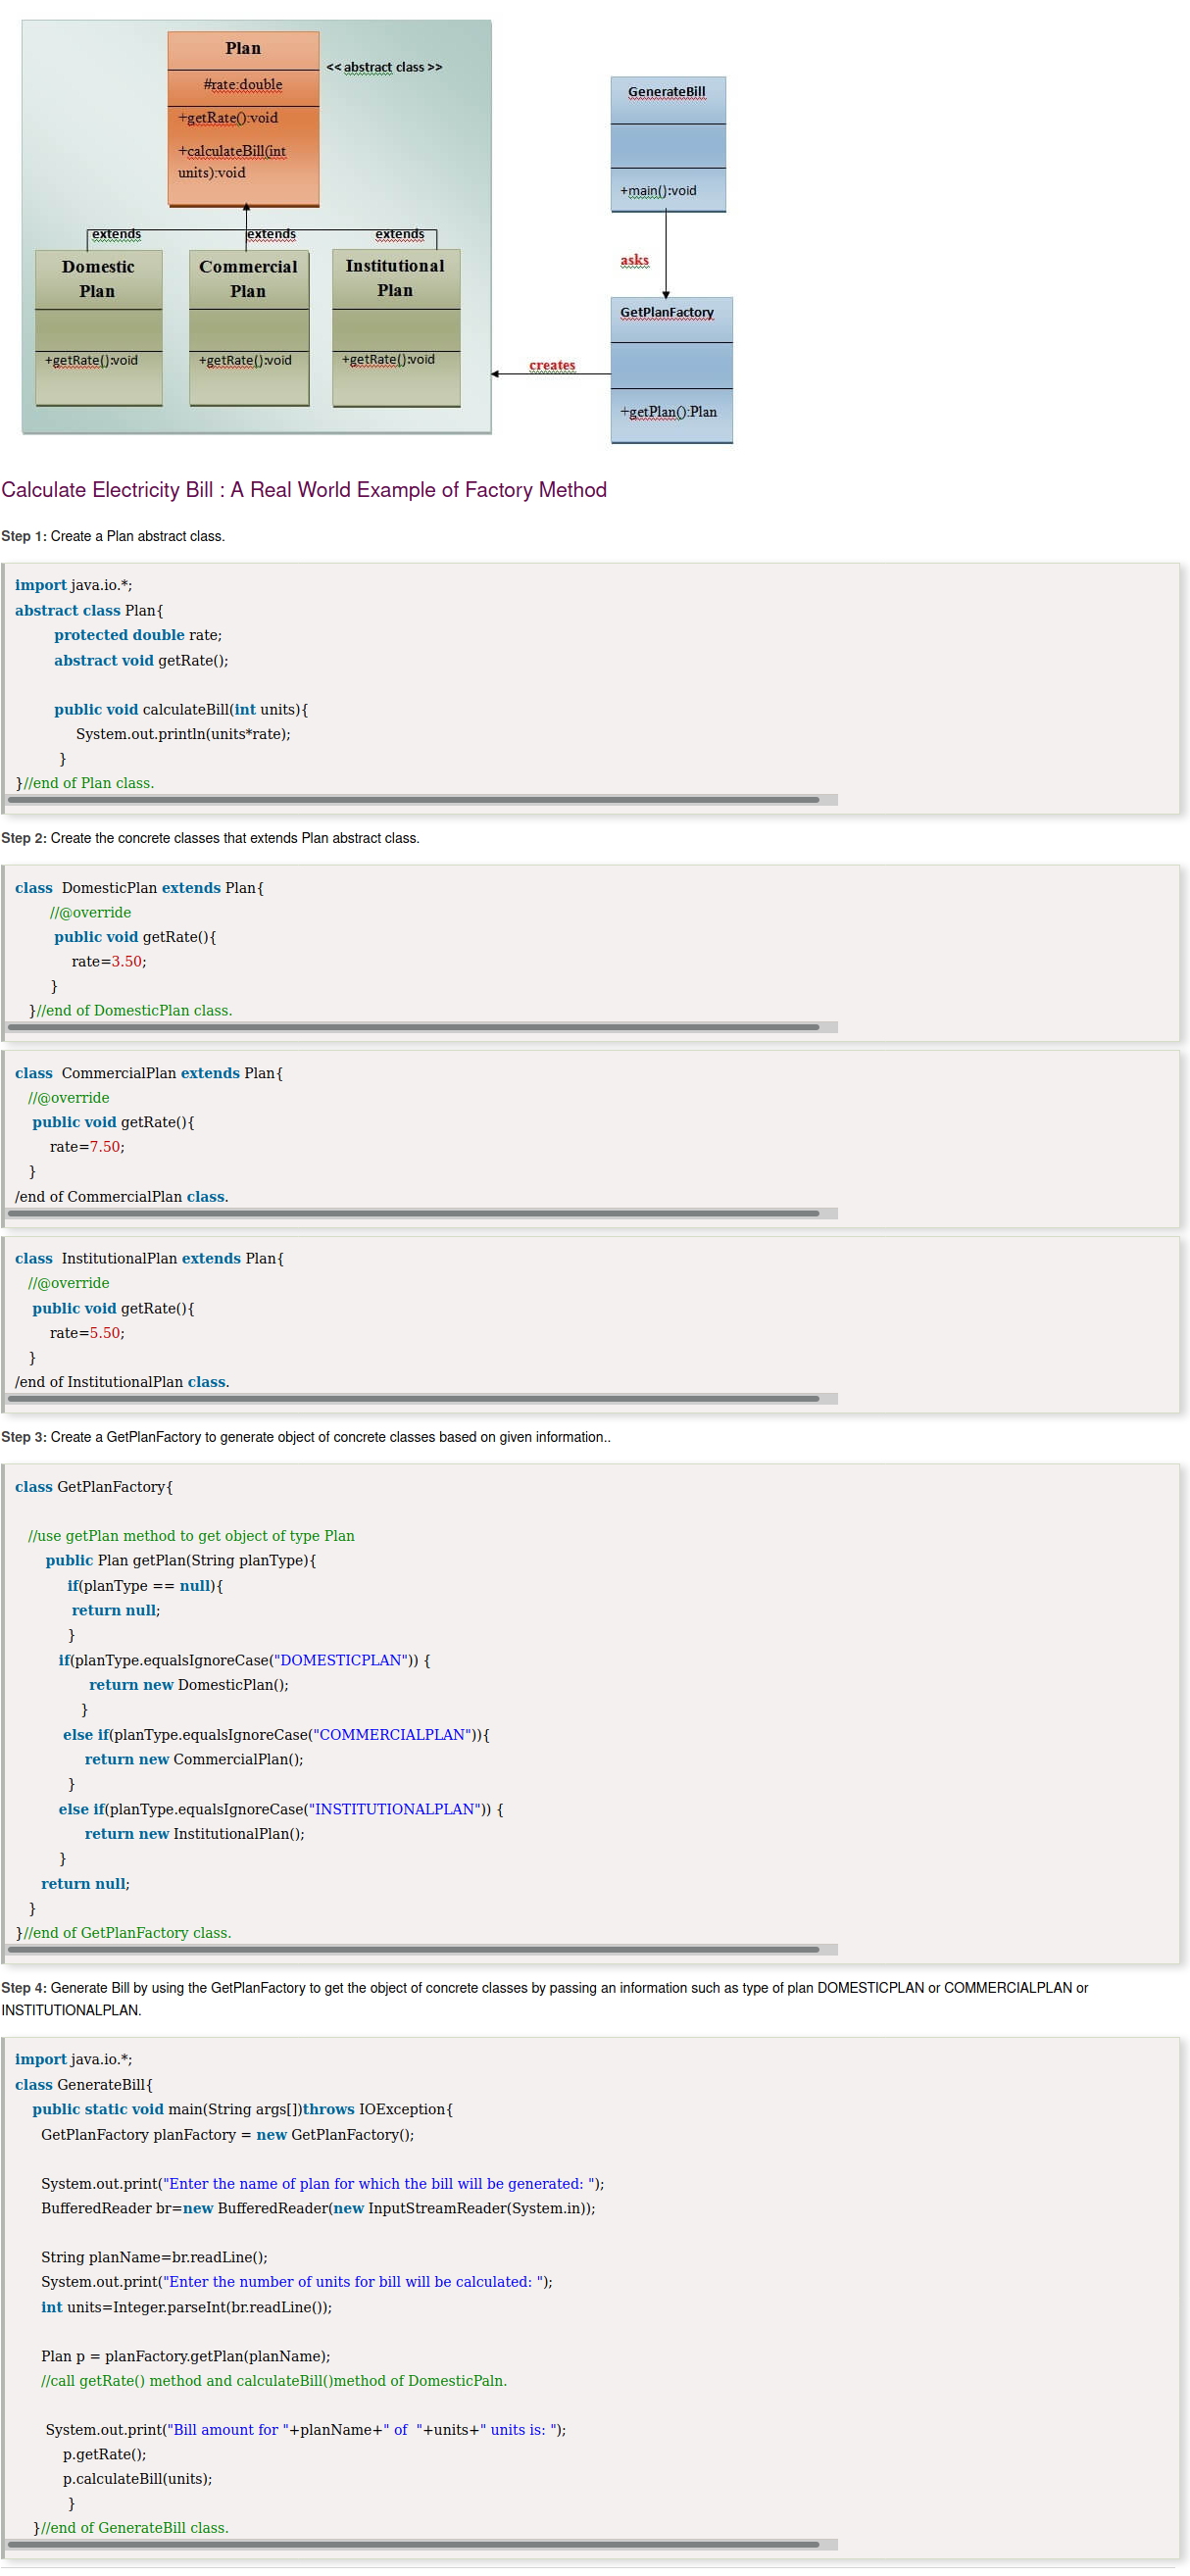 Plan
<< abstract class >>
#rate:double
+getRate():void
+calculateBill(int
units):void
GenerateBill
+main():void
extends
extends
extends
Domestic
Plan
+getRate():void
Commercial
Plan
+getRate():void
Institutional
Plan
+getRate():void
asks
GetPlanFactory
+getPlan():Plan
creates
Calculate Electricity Bill : A Real World Example of Factory Method
Step 1: Create a Plan abstract class.
import java.io.*;
abstract class Plan{
protected double rate;
abstract void getRate();
public void calculateBill(int units){
System.out.println(units*rate);
}
}//end of Plan class.
Step 2: Create the concrete classes that extends Plan abstract class.
class  DomesticPlan extends Plan{
//@override
public void getRate(){
rate=3.50;
}
}//end of DomesticPlan class.
class  CommercialPlan extends Plan{
//@override
public void getRate(){
rate=7.50;
}
/end of CommercialPlan class.
class  InstitutionalPlan extends Plan{
//@override
public void getRate(){
rate=5.50;
}
/end of InstitutionalPlan class.
Step 3: Create a GetPlanFactory to generate object of concrete classes based on given information..
class GetPlanFactory{
//use getPlan method to get object of type Plan
public Plan getPlan(String planType){
if(planType == null){
return null;
}
if(planType.equalsIgnoreCase("DOMESTICPLAN")) {
return new DomesticPlan();
}
else if(planType.equalsIgnoreCase("COMMERCIALPLAN")){
return new CommercialPlan();
}
else if(planType.equalsIgnoreCase("INSTITUTIONALPLAN")) {
return new InstitutionalPlan();
}
return null;
}
}//end of GetPlanFactory class.
Step 4: Generate Bill by using the GetPlanFactory to get the object of concrete classes by passing an information such as type of plan DOMESTICPLAN or COMMERCIALPLAN or
INSTITUTIONALPLAN.
import java.io.*;
class GenerateBill{
public static void main(String args[])throws IOException{
GetPlanFactory planFactory = new GetPlanFactory();
System.out.print("Enter the name of plan for which the bill will be generated: ");
BufferedReader br=new BufferedReader(new InputStreamReader(System.in));
String planName=br.readLine();
System.out.print("Enter the number of units for bill will be calculated: ");
int units=Integer.parseInt(br.readLine());
Plan p = planFactory.getPlan(planName);
//call getRate() method and calculateBill()method of DomesticPaln.
System.out.print("Bill amount for "+planName+" of  "+units+" units is: ");
p.getRate();
p.calculateBill(units);
}
}//end of GenerateBill class.